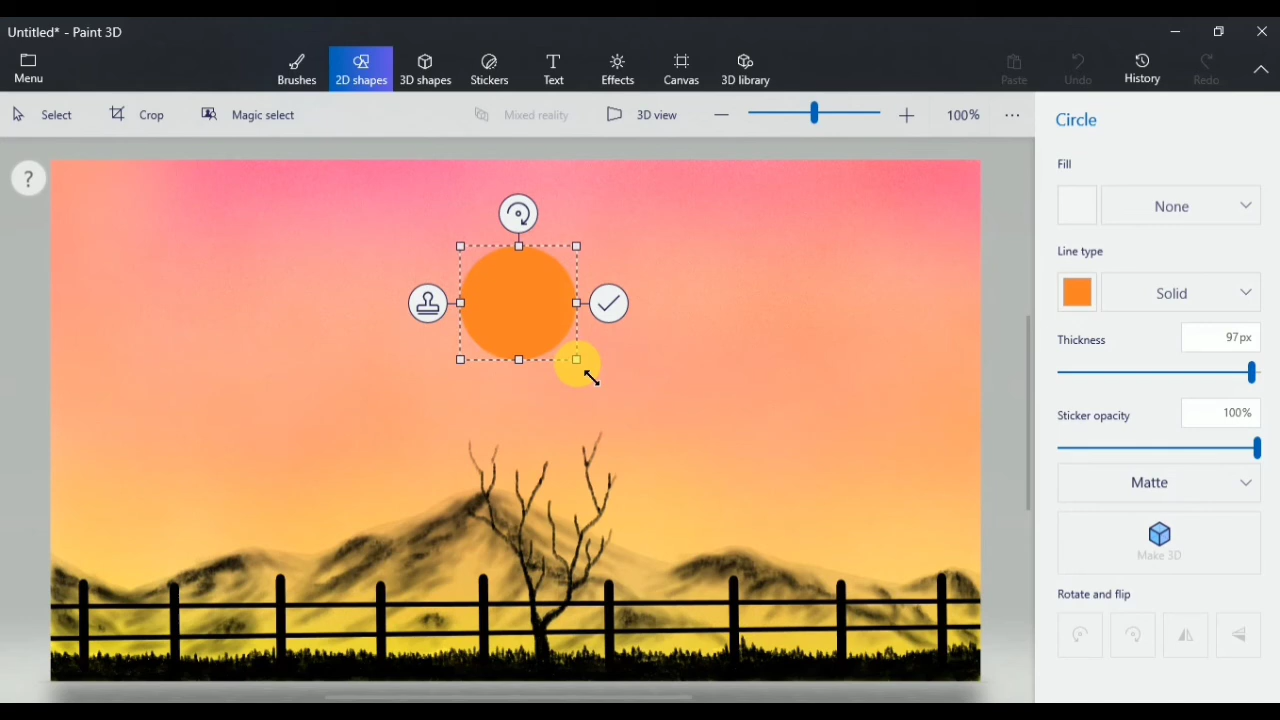 Untitled* - Paint 3D
Menu
Brushes
2D shapes
3D shapes
Stickers
Text
Effects
Canvas
3D library
Paste
Undo
History
Redo
Select
Crop
Magic select
Mixed reality
3D view
100%
?
Circle
Fill
None
Line type
Solid
Thickness
97px
Sticker opacity
100%
Matte
Make 3D
Rotate and flip